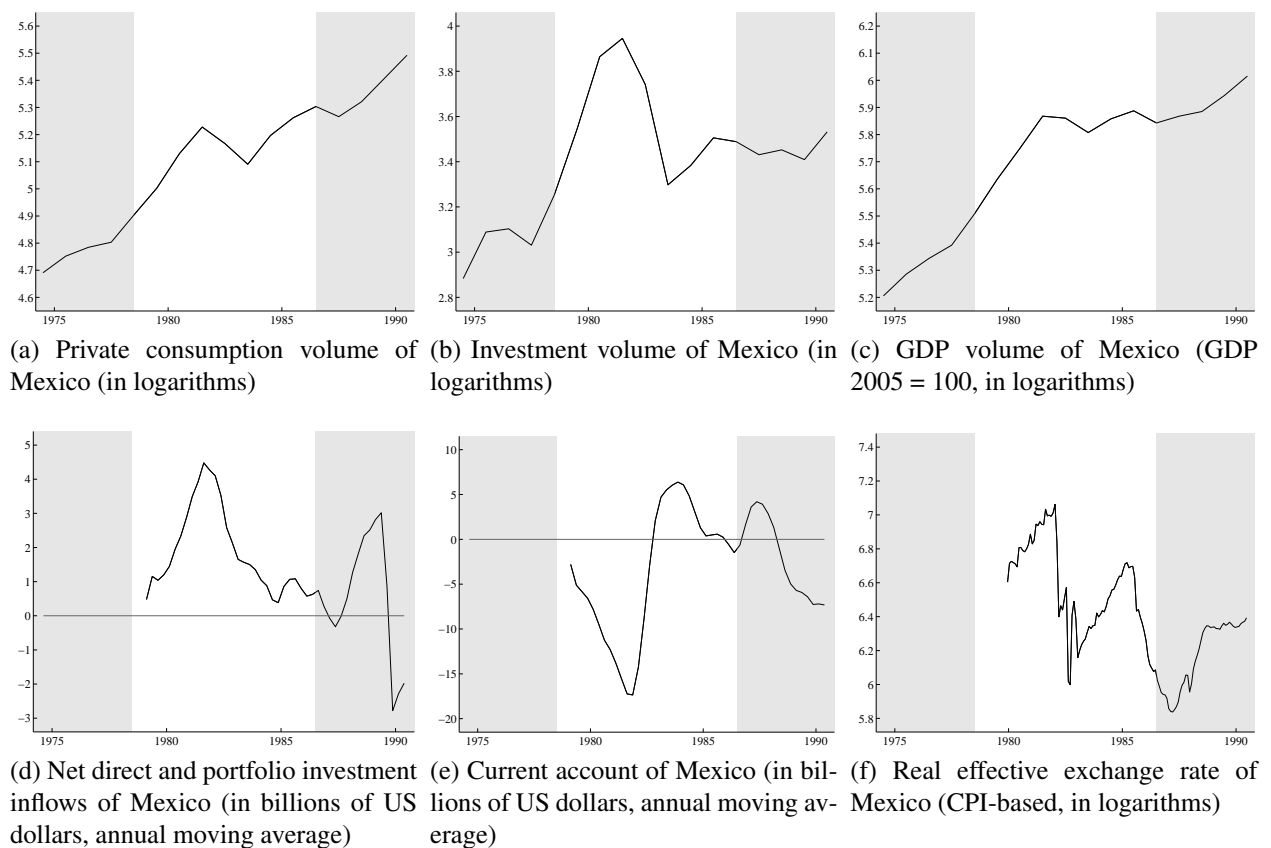 5.6
5.5
5.4
5.3
5.2
5.1
5
4.9
4.8
4.7
4.6
1975 1980 1985 1990
(a) Private consumption volume of
Mexico (in logarithms)
4
3.8
3.6
3.4
3.2
3
2.8
1975 1980 1985 1990
(b) Investment volume of Mexico (in
logarithms)
6.2
6.1
6
5.9
5.8
5.7
5.6
5.5
5.4
5.3
5.2
1975 1980 1985 1990
(c) GDP volume of Mexico (GDP
2005 = 100, in logarithms)
5
4
3
2
1
0
−1
−2
−3
1975 1980 1985 1990
(d) Net direct and portfolio investment
inflows of Mexico (in billions of US
dollars, annual moving average)
10
5
0
−5
−10
−15
−20
1975 1980 1985 1990
(e) Current account of Mexico (in bil-
lions of US dollars, annual moving av-
erage)
7.4
7.2
7
6.8
6.6
6.4
6.2
6
5.8
1975 1980 1985 1990
(f) Real effective exchange rate of
Mexico (CPI-based, in logarithms)